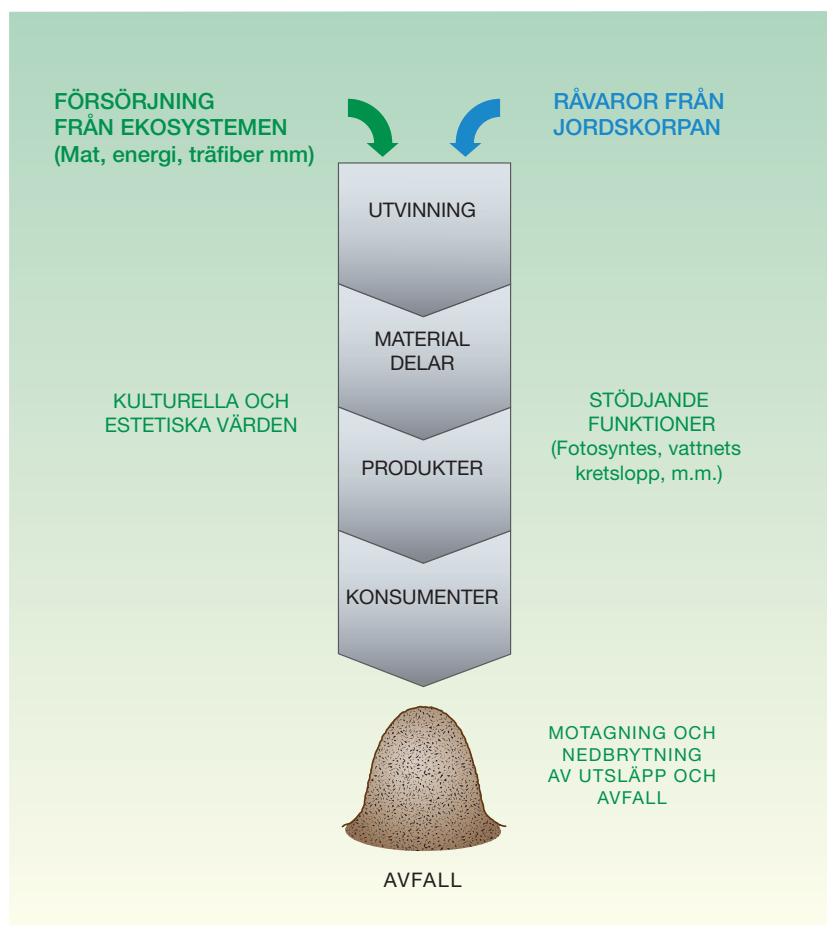 FÖRSÖRJNING
FRÅN EKOSYSTEMEN
(Mat, energi, träfiber mm)
RÅVAROR FRÅN
JORDSKORPAN
UTVINNING
MATERIAL
DELAR
KULTURELLA OCH
ESTETISKA VÄRDEN
STÖDJANDE
FUNKTIONER
(Fotosyntes, vattnets
kretslopp, m.m.)
PRODUKTER
KONSUMENTER
MOTAGNING OCH
NEDBRYTNING
AV UTSLÄPP OCH
AVFALL
AVFALL